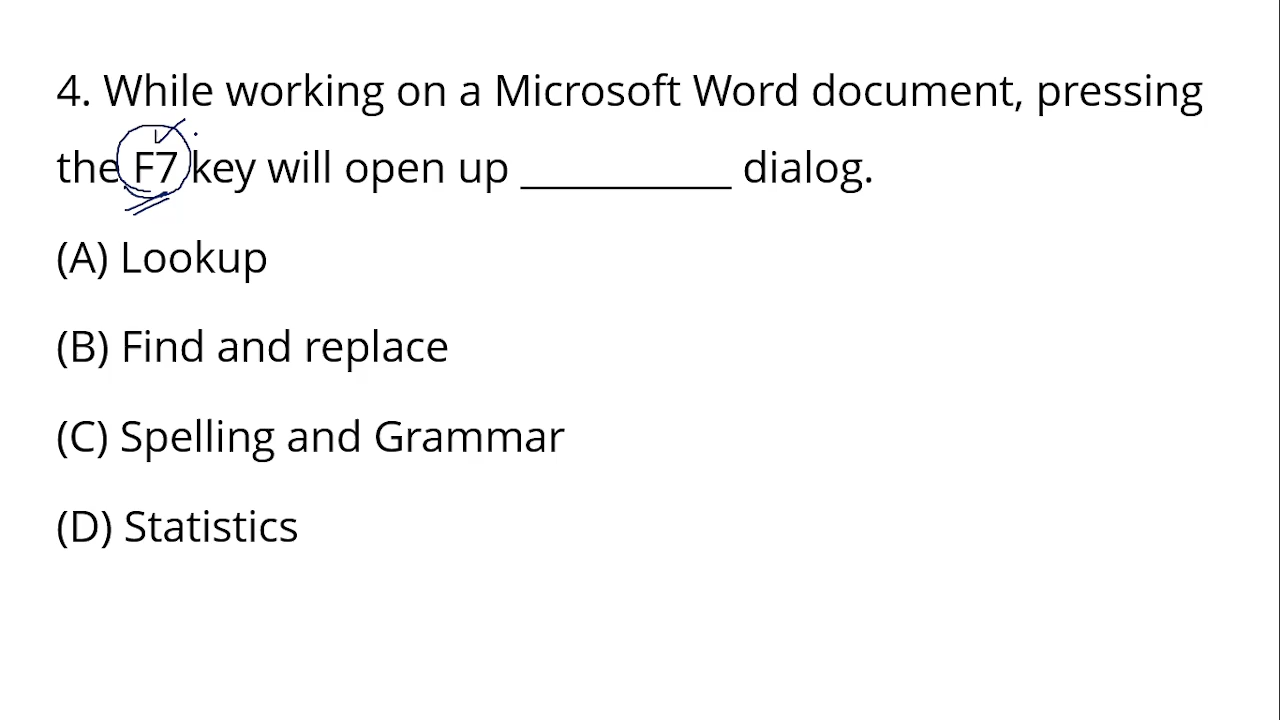 4. While working on a Microsoft Word document, pressing
the F7 key will open up __________ dialog.
(A) Lookup
(B) Find and replace
(C) Spelling and Grammar
(D) Statistics